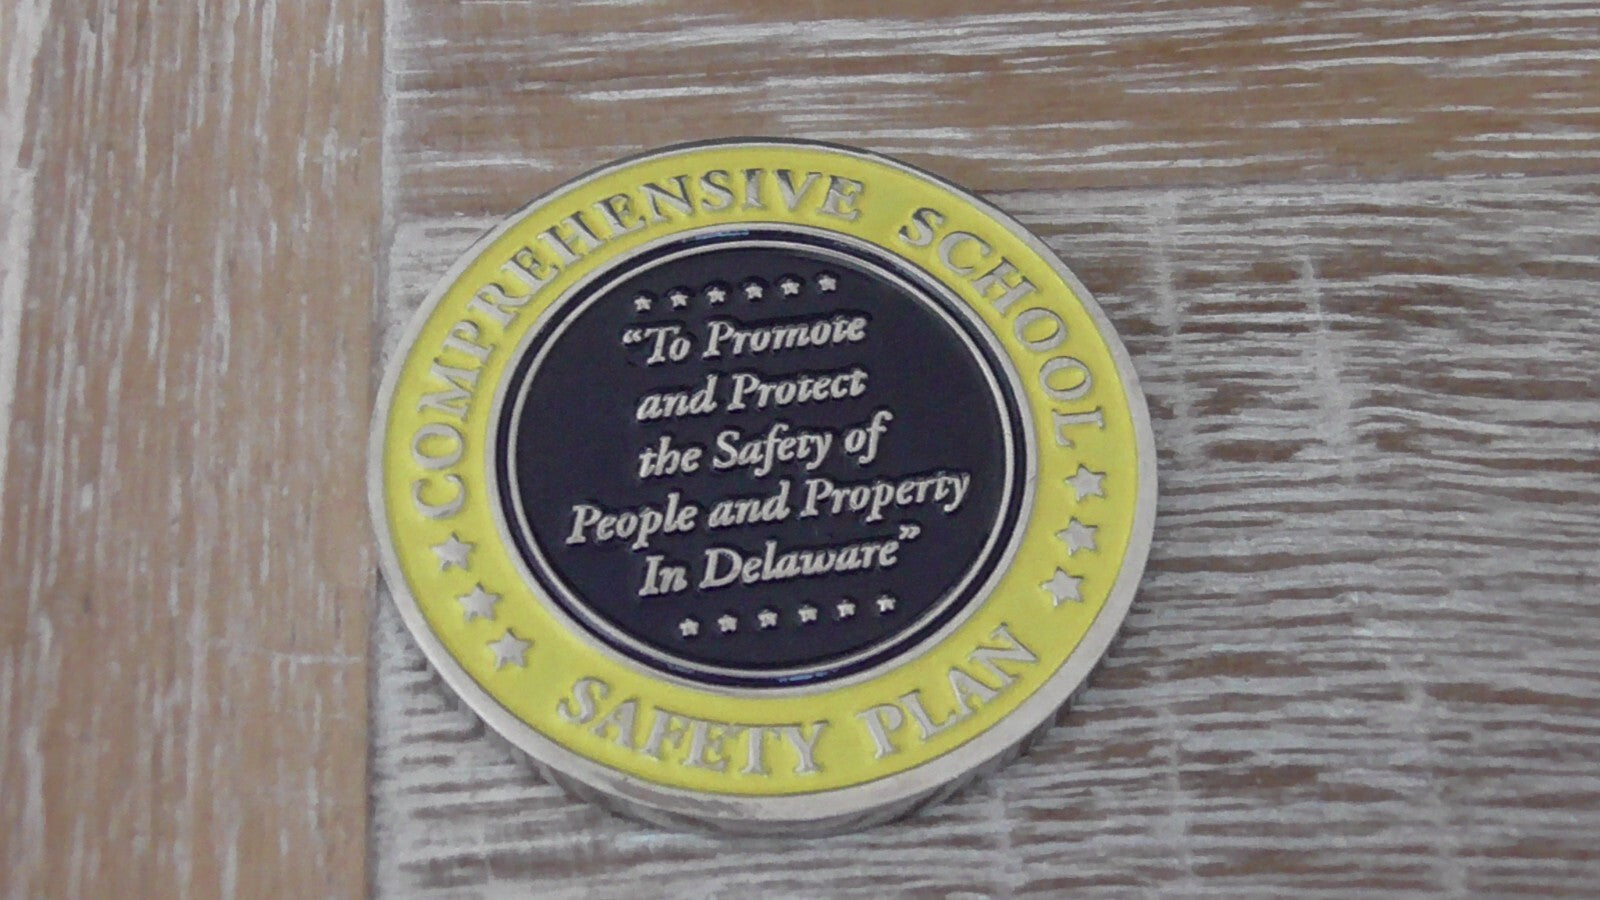 COMPREHENSIVE SCHOOL
"To Promote
and Protect
the Safety of
People and Property
In Delaware"
SAFETY PLAN